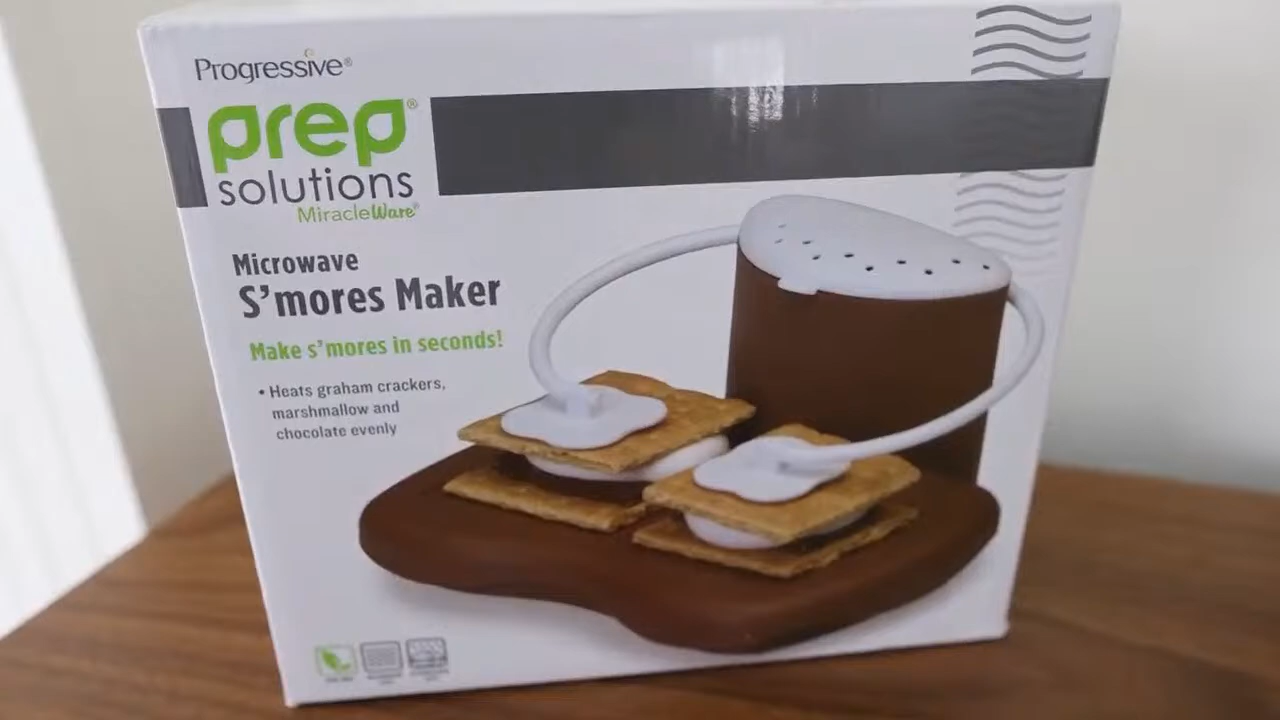 Progressive®
prep®
solutions
MiracleWare®
Microwave
S'mores Maker
Make s'mores in seconds!
• Heats graham crackers,
marshmallow and
chocolate evenly